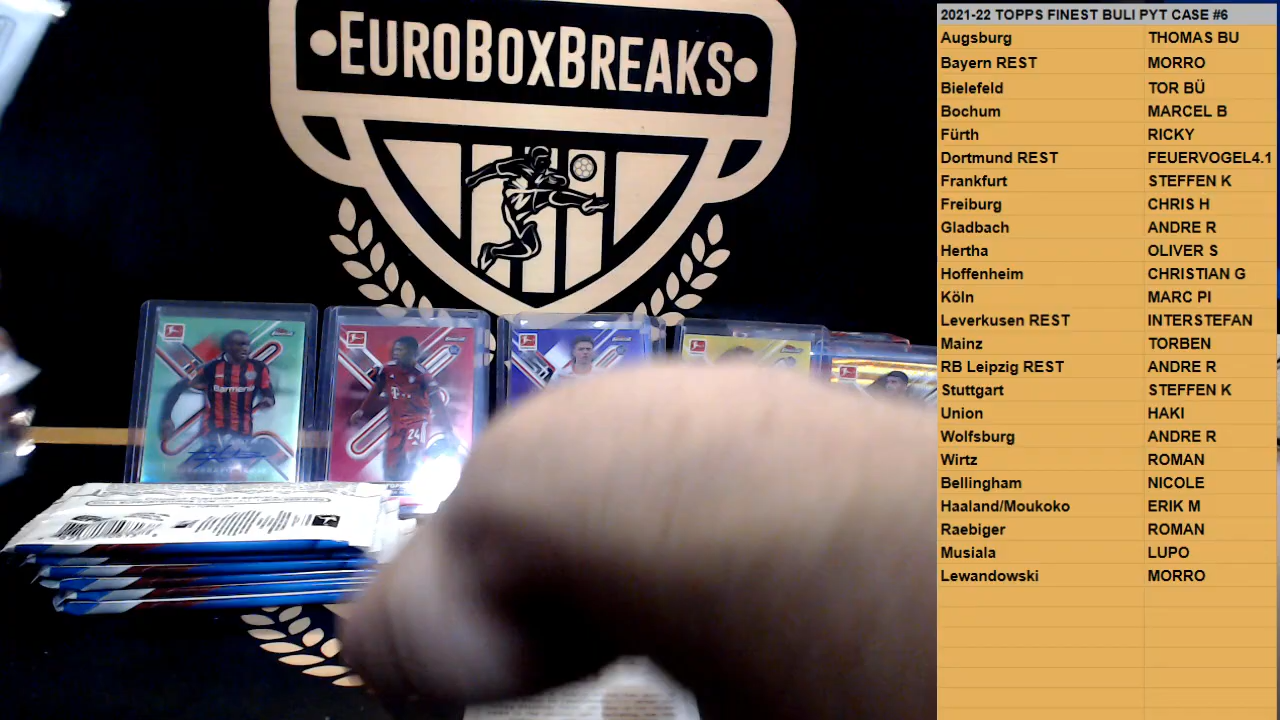 EUROBOXBREAKS
2021-22 TOPPS FINEST BULI PYT CASE #6
Augsburg THOMAS BU
Bayern REST MORRO
Bielefeld TOR BÜ
Bochum MARCEL B
Fürth RICKY
Dortmund REST FEUERVOGEL4.1
Frankfurt STEFFEN K
Freiburg CHRIS H
Gladbach ANDRE R
Hertha OLIVER S
Hoffenheim CHRISTIAN G
Köln MARC PI
Leverkusen REST INTERSTEFAN
Mainz TORBEN
RB Leipzig REST ANDRE R
Stuttgart STEFFEN K
Union HAKI
Wolfsburg ANDRE R
Wirtz ROMAN
Bellingham NICOLE
Haaland/Moukoko ERIK M
Raebiger ROMAN
Musiala LUPO
Lewandowski MORRO
Barmenia
24